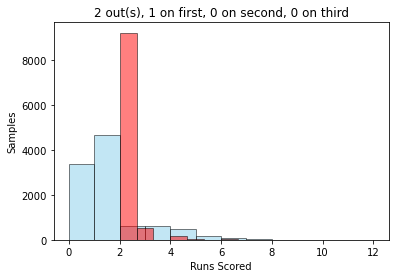 2 out(s), 1 on first, 0 on second, 0 on third
8000
6000
4000
2000
0
Samples
0 2 4 6 8 10 12
Runs Scored